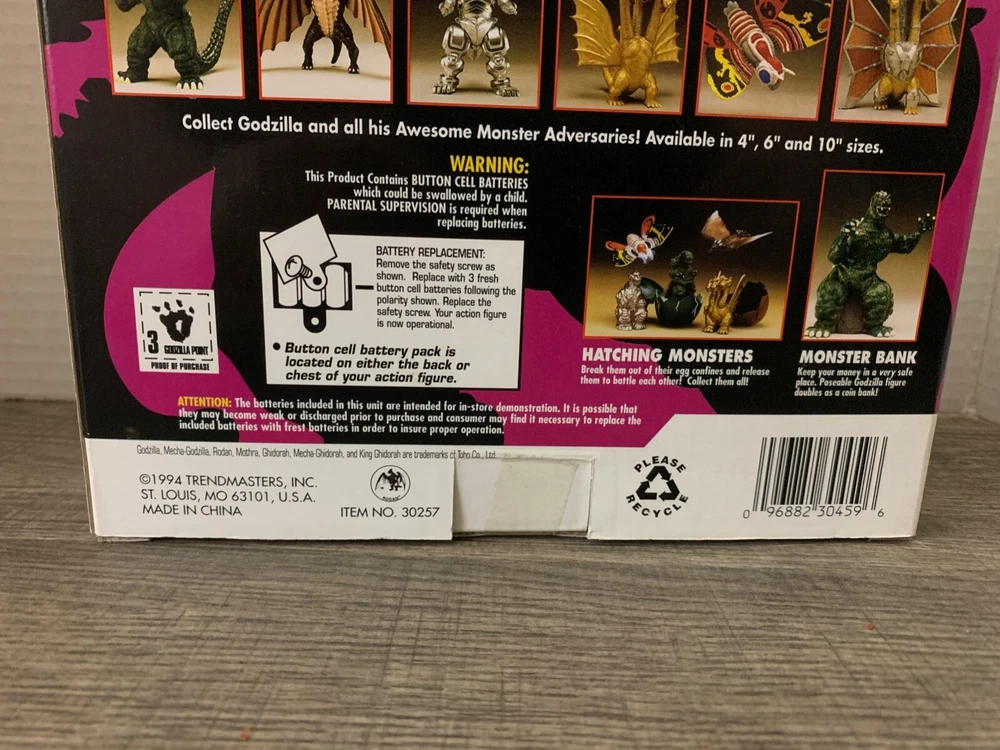 Collect Godzilla and all his Awesome Monster Adversaries! Available in 4", 6" and 10" sizes.
WARNING:
This Product Contains BUTTON CELL BATTERIES
which could be swallowed by a child.
PARENTAL SUPERVISION is required when
replacing batteries.
BATTERY REPLACEMENT:
Remove the safety screw as
shown. Replace with 3 fresh
button cell batteries following the
polarity shown. Replace the
safety screw. Your action figure
is now operational.
• Button cell battery pack is
located on either the back or
chest of your action figure.
3
GODZILLA POINT
PROOF OF PURCHASE
HATCHING MONSTERS
Break them out of their egg confines and release
them to battle each other! Collect them all!
MONSTER BANK
Keep your money in a very safe
place. Poseable Godzilla figure
doubles as a coin bank!
ATTENTION: The batteries included in this unit are intended for in-store demonstration. It is possible that
they may become weak or discharged prior to purchase and consumer may find it necessary to replace the
included batteries with frest batteries in order to insure proper operation.
Godzilla, Mecha-Godzilla, Rodan, Mothra, Ghidorah, Mecha-Ghidorah, and King Ghidorah are trademarks of Toho Co., Ltd.
©1994 TRENDMASTERS, INC.
ST. LOUIS, MO 63101, U.S.A.
MADE IN CHINA
RODAN
ITEM NO. 30257
PLEASE
RECYCLE
0 96882 30459 6